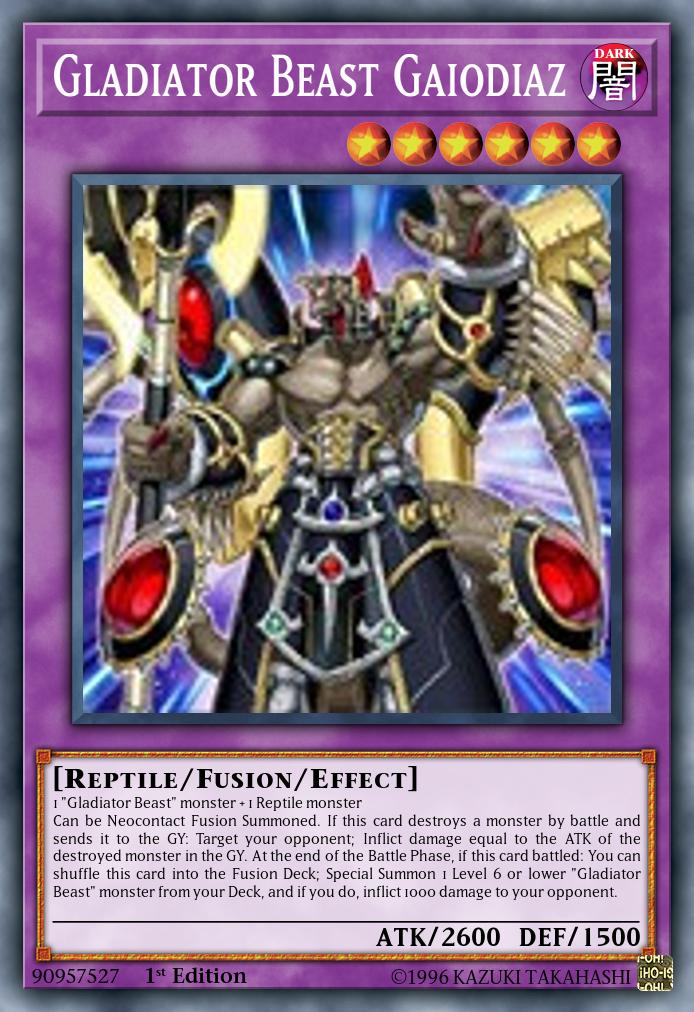 Gladiator Beast Gaiodiaz
DARK
闇
[Reptile/Fusion/Effect]
1 "Gladiator Beast" monster + 1 Reptile monster
Can be Neocontact Fusion Summoned. If this card destroys a monster by battle and
sends it to the GY: Target your opponent; Inflict damage equal to the ATK of the
destroyed monster in the GY. At the end of the Battle Phase, if this card battled: You can
shuffle this card into the Fusion Deck; Special Summon 1 Level 6 or lower "Gladiator
Beast" monster from your Deck, and if you do, inflict 1000 damage to your opponent.
ATK/2600 DEF/1500
90957527 1st Edition ©1996 KAZUKI TAKAHASHI